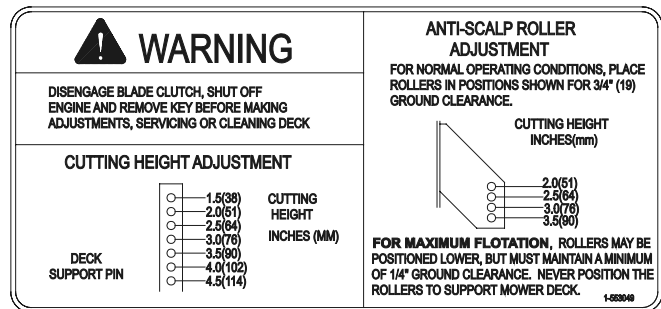 WARNING
DISENGAGE BLADE CLUTCH, SHUT OFF
ENGINE AND REMOVE KEY BEFORE MAKING
ADJUSTMENTS, SERVICING OR CLEANING DECK
CUTTING HEIGHT ADJUSTMENT
1.5(38)
2.0(51)
2.5(64)
3.0(76)
3.5(90)
4.0(102)
4.5(114)
CUTTING
HEIGHT
INCHES (MM)
DECK
SUPPORT PIN
ANTI-SCALP ROLLER
ADJUSTMENT
FOR NORMAL OPERATING CONDITIONS, PLACE
ROLLERS IN POSITIONS SHOWN FOR 3/4" (19)
GROUND CLEARANCE.
CUTTING HEIGHT
INCHES(mm)
2.0(51)
2.5(64)
3.0(76)
3.5(90)
FOR MAXIMUM FLOTATION, ROLLERS MAY BE
POSITIONED LOWER, BUT MUST MAINTAIN A MINIMUM
OF 1/4" GROUND CLEARANCE. NEVER POSITION THE
ROLLERS TO SUPPORT MOWER DECK.
1-553049